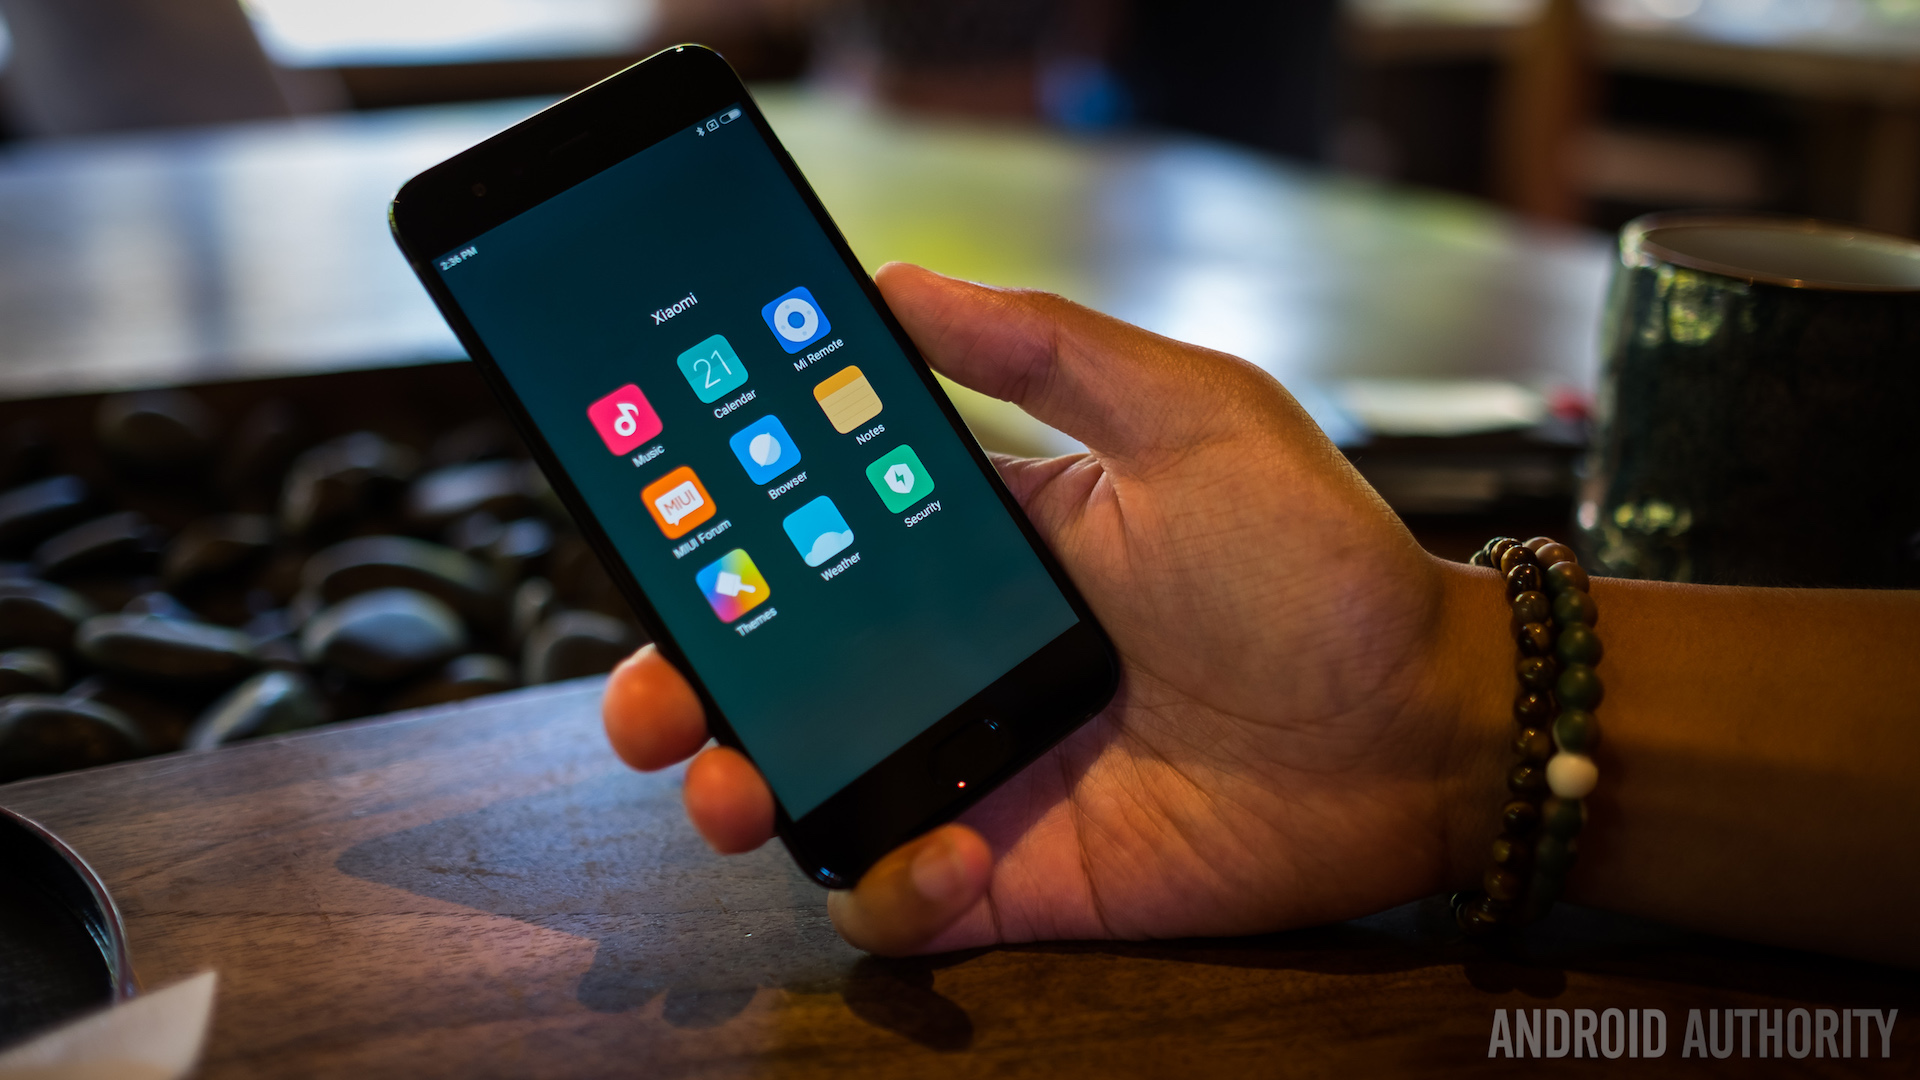 2:36 PM
Xiaomi
Music
21
Calendar
Mi Remote
MIUI
MIUI Forum
Browser
Notes
Themes
Weather
Security
ANDROID AUTHORITY